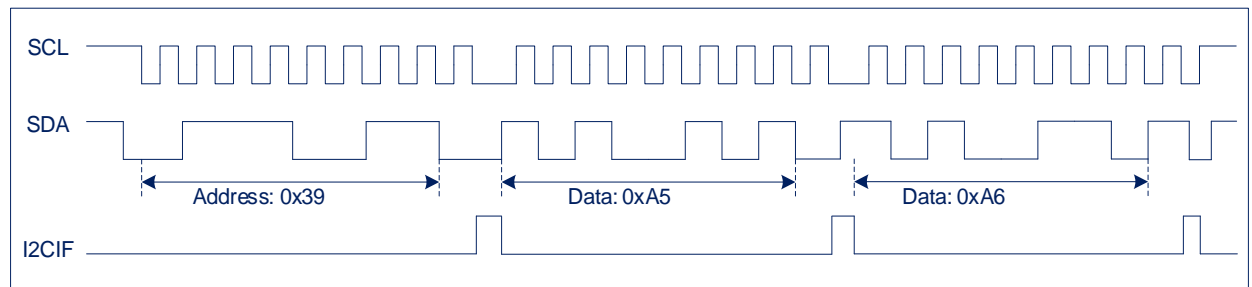 SCL
SDA
Address: 0x39 Data: 0xA5 Data: 0xA6
I2CIF